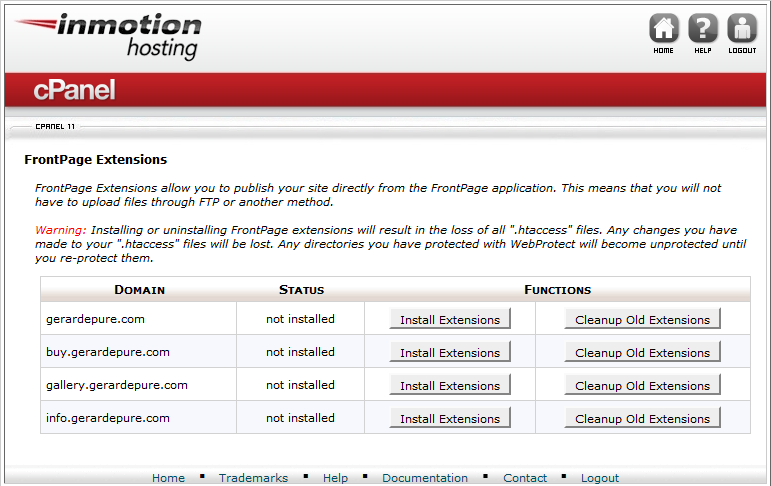 inmotion
hosting
HOME HELP LOGOUT
cPanel
CPANEL 11
FrontPage Extensions
FrontPage Extensions allow you to publish your site directly from the FrontPage application. This means that you will not
have to upload files through FTP or another method.
Warning: Installing or uninstalling FrontPage extensions will result in the loss of all ".htaccess" files. Any changes you have
made to your ".htaccess" files will be lost. Any directories you have protected with WebProtect will become unprotected until
you re-protect them.
DOMAIN STATUS FUNCTIONS
gerardepure.com not installed Install Extensions Cleanup Old Extensions
buy.gerardepure.com not installed Install Extensions Cleanup Old Extensions
gallery.gerardepure.com not installed Install Extensions Cleanup Old Extensions
info.gerardepure.com not installed Install Extensions Cleanup Old Extensions
Home ▪ Trademarks ▪ Help ▪ Documentation ▪ Contact ▪ Logout